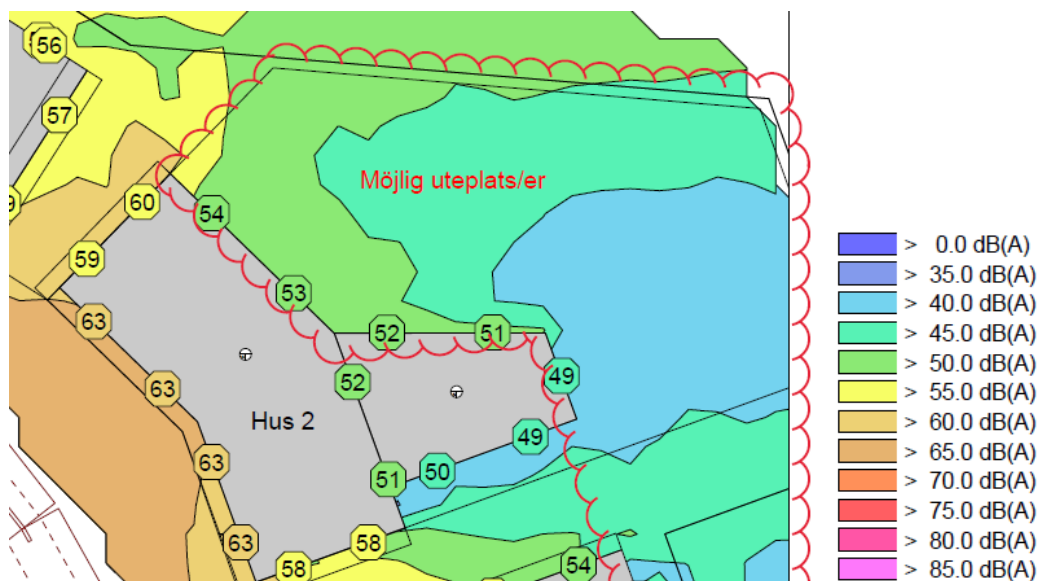 56
57
60
59
54
53
63
63
63
63
52
51
52
49
49
50
51
58
58
54
Möjlig uteplats/er
Hus 2
> 0.0 dB(A)
> 35.0 dB(A)
> 40.0 dB(A)
> 45.0 dB(A)
> 50.0 dB(A)
> 55.0 dB(A)
> 60.0 dB(A)
> 65.0 dB(A)
> 70.0 dB(A)
> 75.0 dB(A)
> 80.0 dB(A)
> 85.0 dB(A)